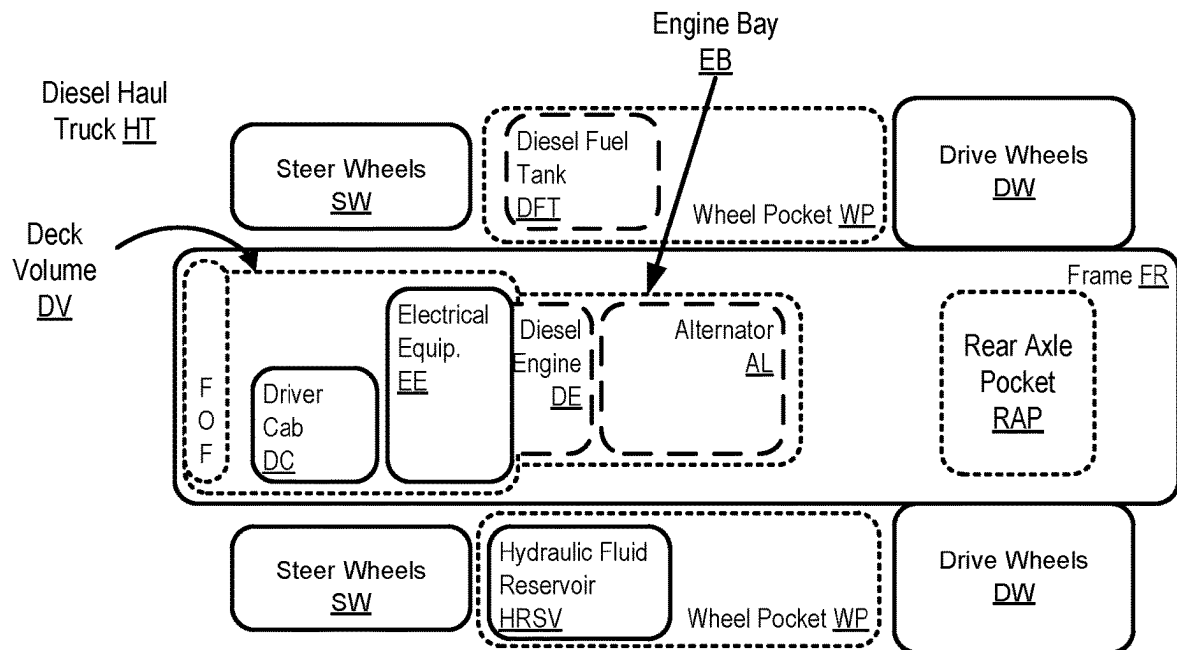 Engine Bay
EB
Diesel Haul
Truck HT
Steer Wheels
SW
Diesel Fuel
Tank
DFT
Wheel Pocket WP
Drive Wheels
DW
Deck
Volume
DV
Frame FR
F
O
F
Driver
Cab
DC
Electrical
Equip.
EE
Diesel
Engine
DE
Alternator
AL
Rear Axle
Pocket
RAP
Steer Wheels
SW
Hydraulic Fluid
Reservoir
HRSV
Wheel Pocket WP
Drive Wheels
DW